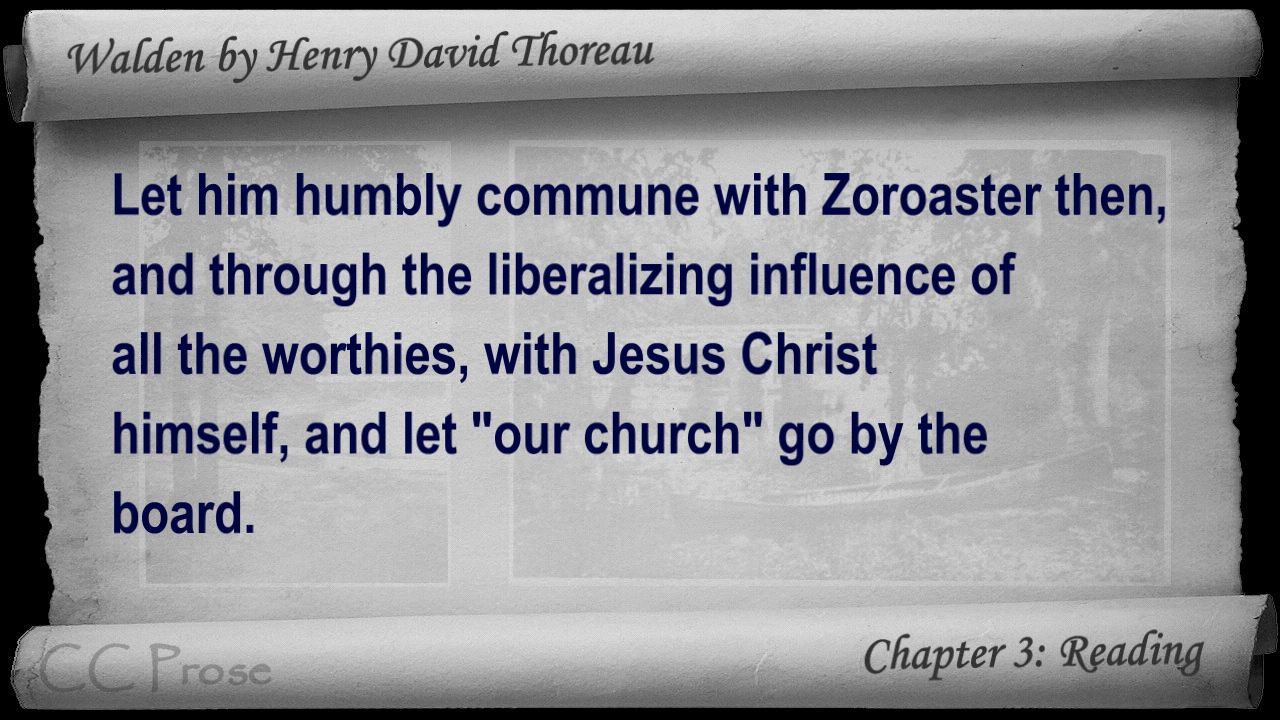 Walden by Henry David Thoreau
Let him humbly commune with Zoroaster then,
and through the liberalizing influence of
all the worthies, with Jesus Christ
himself, and let "our church" go by the
board.
CC Prose
Chapter 3: Reading